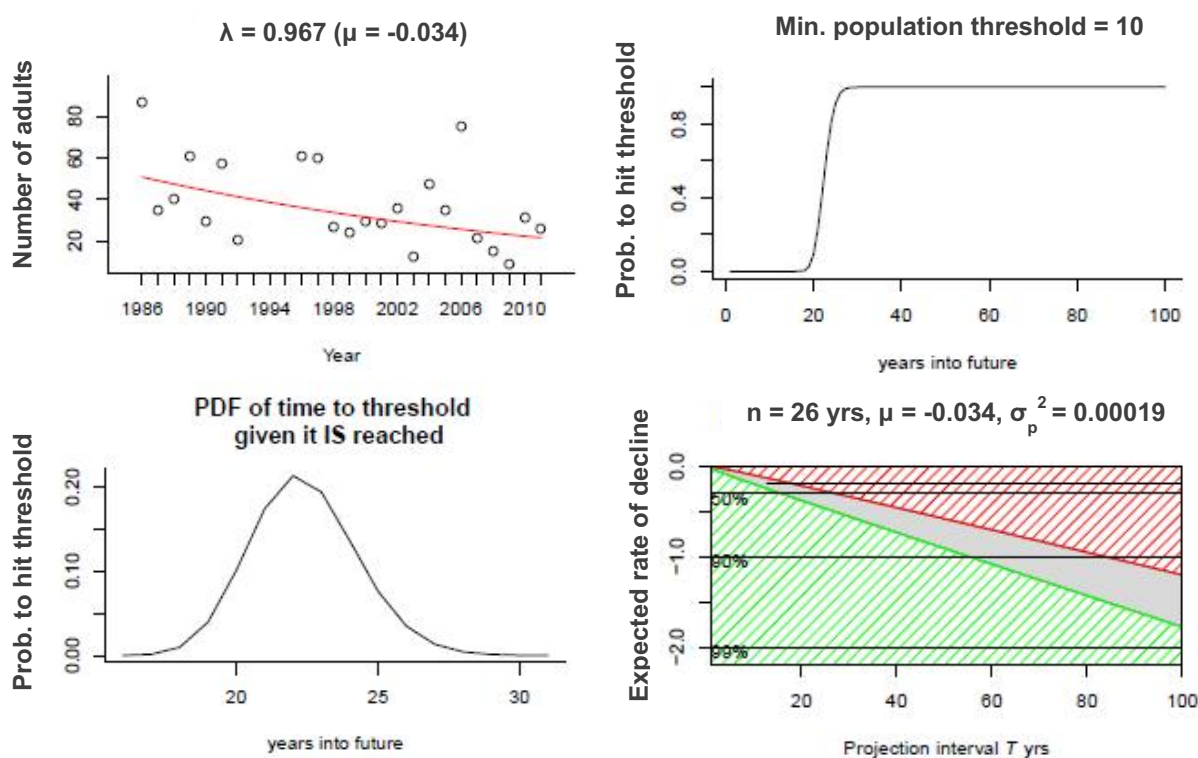 λ = 0.967 (μ = -0.034)
Number of adults
80
60
40
20
1986 1990 1994 1998 2002 2006 2010
Year
Min. population threshold = 10
Prob. to hit threshold
0.8
0.4
0.0
0 20 40 60 80 100
years into future
PDF of time to threshold
given it IS reached
Prob. to hit threshold
0.20
0.10
0.00
20 25 30
years into future
n = 26 yrs, μ = -0.034, σp² = 0.00019
Expected rate of decline
0.0
-1.0
-2.0
50%
90%
99%
20 40 60 80 100
Projection interval T yrs